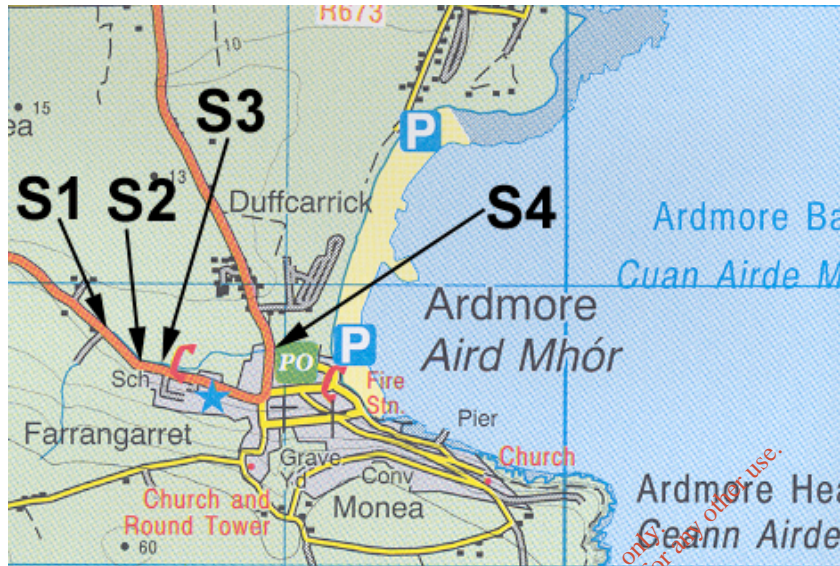 R673
10
15
ea
S3
13
P
S1
S2
Duffcarrick
S4
Ardmore Ba
Cuan Airde M
Ardmore
Aird Mhór
PO
P
Sch
Fire
Stn.
Farrangarret
Pier
Grave
Yd
Conv
Church
Church and
Round Tower
Monea
Ardmore Hea
Ceann Airde
60
only.
for any other use.